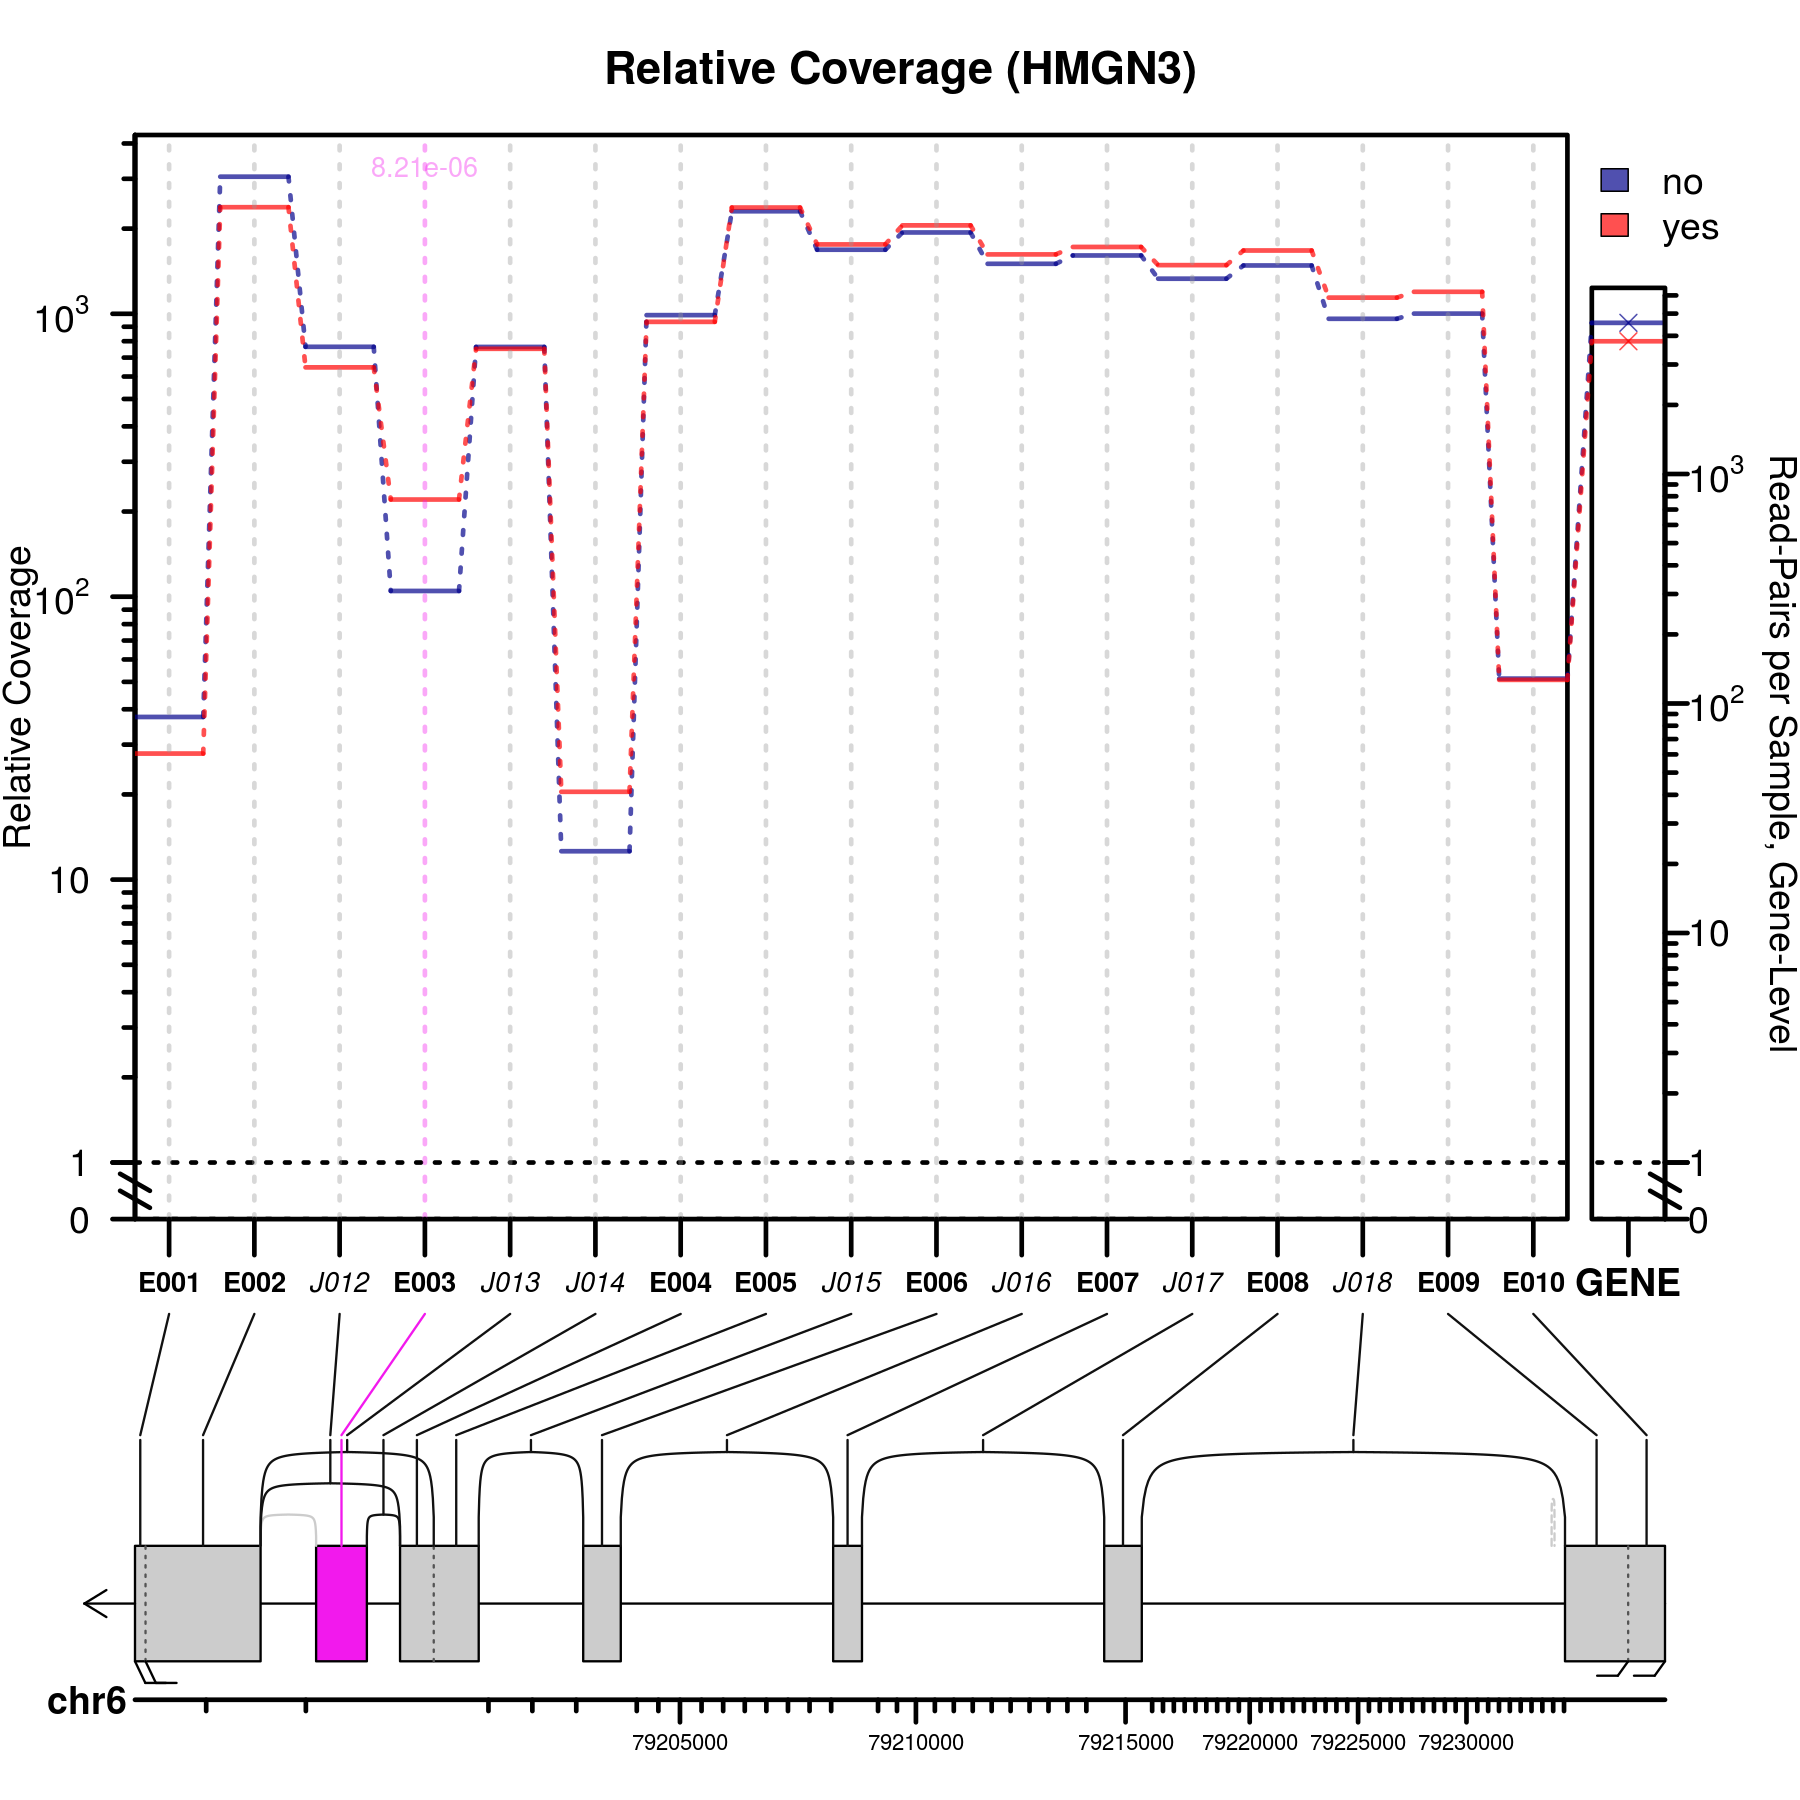 Relative Coverage (HMGN3)
8.21e-06
no
yes
Relative Coverage
10³
10²
10
1
0
10³
10²
10
1
0
Read-Pairs per Sample, Gene-Level
E001 E002 J012 E003 J013 J014 E004 E005 J015 E006 J016 E007 J017 E008 J018 E009 E010 GENE
chr6
79205000 79210000 79215000 79220000 79225000 79230000